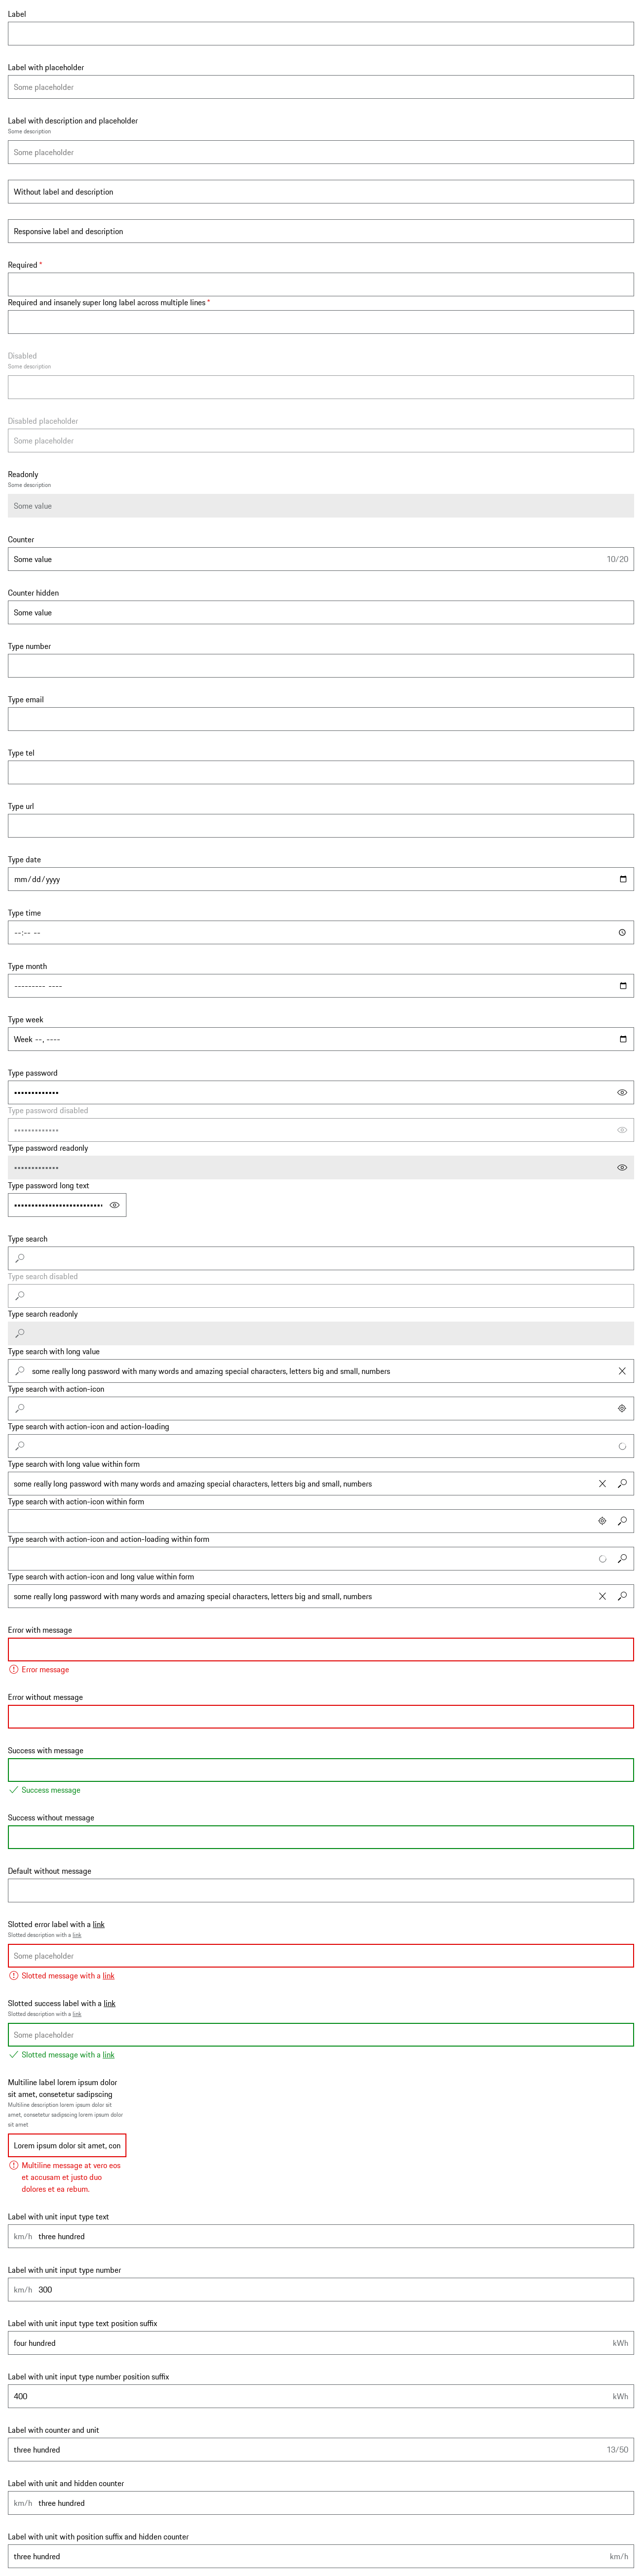 Label
Label with placeholder
Some placeholder
Label with description and placeholder
Some description
Some placeholder
Without label and description
Responsive label and description
Required *
Required and insanely super long label across multiple lines *
Disabled
Some description
Disabled placeholder
Some placeholder
Readonly
Some description
Some value
Counter
Some value 10/20
Counter hidden
Some value
Type number
Type email
Type tel
Type url
Type date
mm/dd/yyyy
Type time
--:-- --
Type month
--------- ----
Type week
Week --, ----
Type password
•••••••••••••
Type password disabled
•••••••••••••
Type password readonly
•••••••••••••
Type password long text
••••••••••••••••••••••••••
Type search
Type search disabled
Type search readonly
Type search with long value
some really long password with many words and amazing special characters, letters big and small, numbers
Type search with action-icon
Type search with action-icon and action-loading
Type search with long value within form
some really long password with many words and amazing special characters, letters big and small, numbers
Type search with action-icon within form
Type search with action-icon and action-loading within form
Type search with action-icon and long value within form
some really long password with many words and amazing special characters, letters big and small, numbers
Error with message
Error message
Error without message
Success with message
Success message
Success without message
Default without message
Slotted error label with a link
Slotted description with a link
Some placeholder
Slotted message with a link
Slotted success label with a link
Slotted description with a link
Some placeholder
Slotted message with a link
Multiline label lorem ipsum dolor
sit amet, consetetur sadipscing
Multiline description lorem ipsum dolor sit
amet, consetetur sadipscing lorem ipsum dolor
sit amet
Lorem ipsum dolor sit amet, con
Multiline message at vero eos
et accusam et justo duo
dolores et ea rebum.
Label with unit input type text
km/h three hundred
Label with unit input type number
km/h 300
Label with unit input type text position suffix
four hundred kWh
Label with unit input type number position suffix
400 kWh
Label with counter and unit
three hundred 13/50
Label with unit and hidden counter
km/h three hundred
Label with unit with position suffix and hidden counter
three hundred km/h